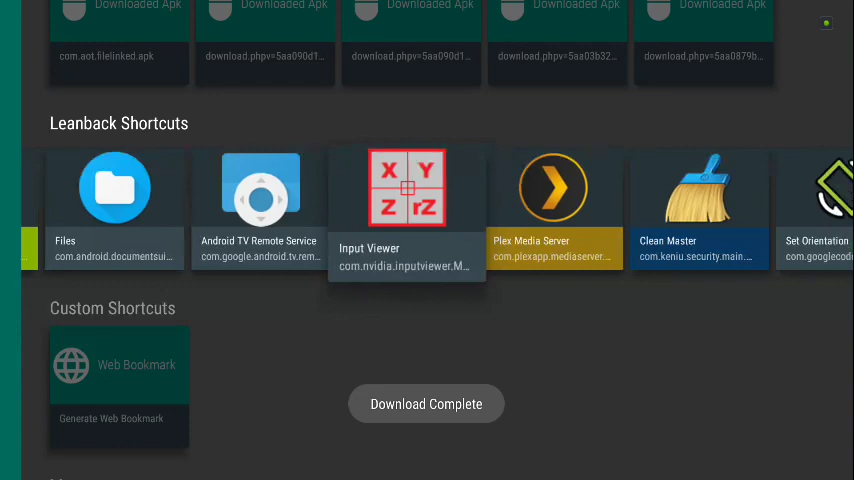 Downloaded Apk
Downloaded Apk
Downloaded Apk
Downloaded Apk
Downloaded Apk
com.aot.filelinked.apk
download.phpv=5aa090d1...
download.phpv=5aa090d1...
download.phpv=5aa03b32...
download.phpv=5aa0879b...
Leanback Shortcuts
X Y
Z rZ
Files
com.android.documentsui...
Android TV Remote Service
com.google.android.tv.rem...
Input Viewer
com.nvidia.inputviewer.M...
Plex Media Server
com.plexapp.mediaserver....
Clean Master
com.keniu.security.main....
Set Orientation
com.googlecod
Custom Shortcuts
Web Bookmark
Generate Web Bookmark
Download Complete